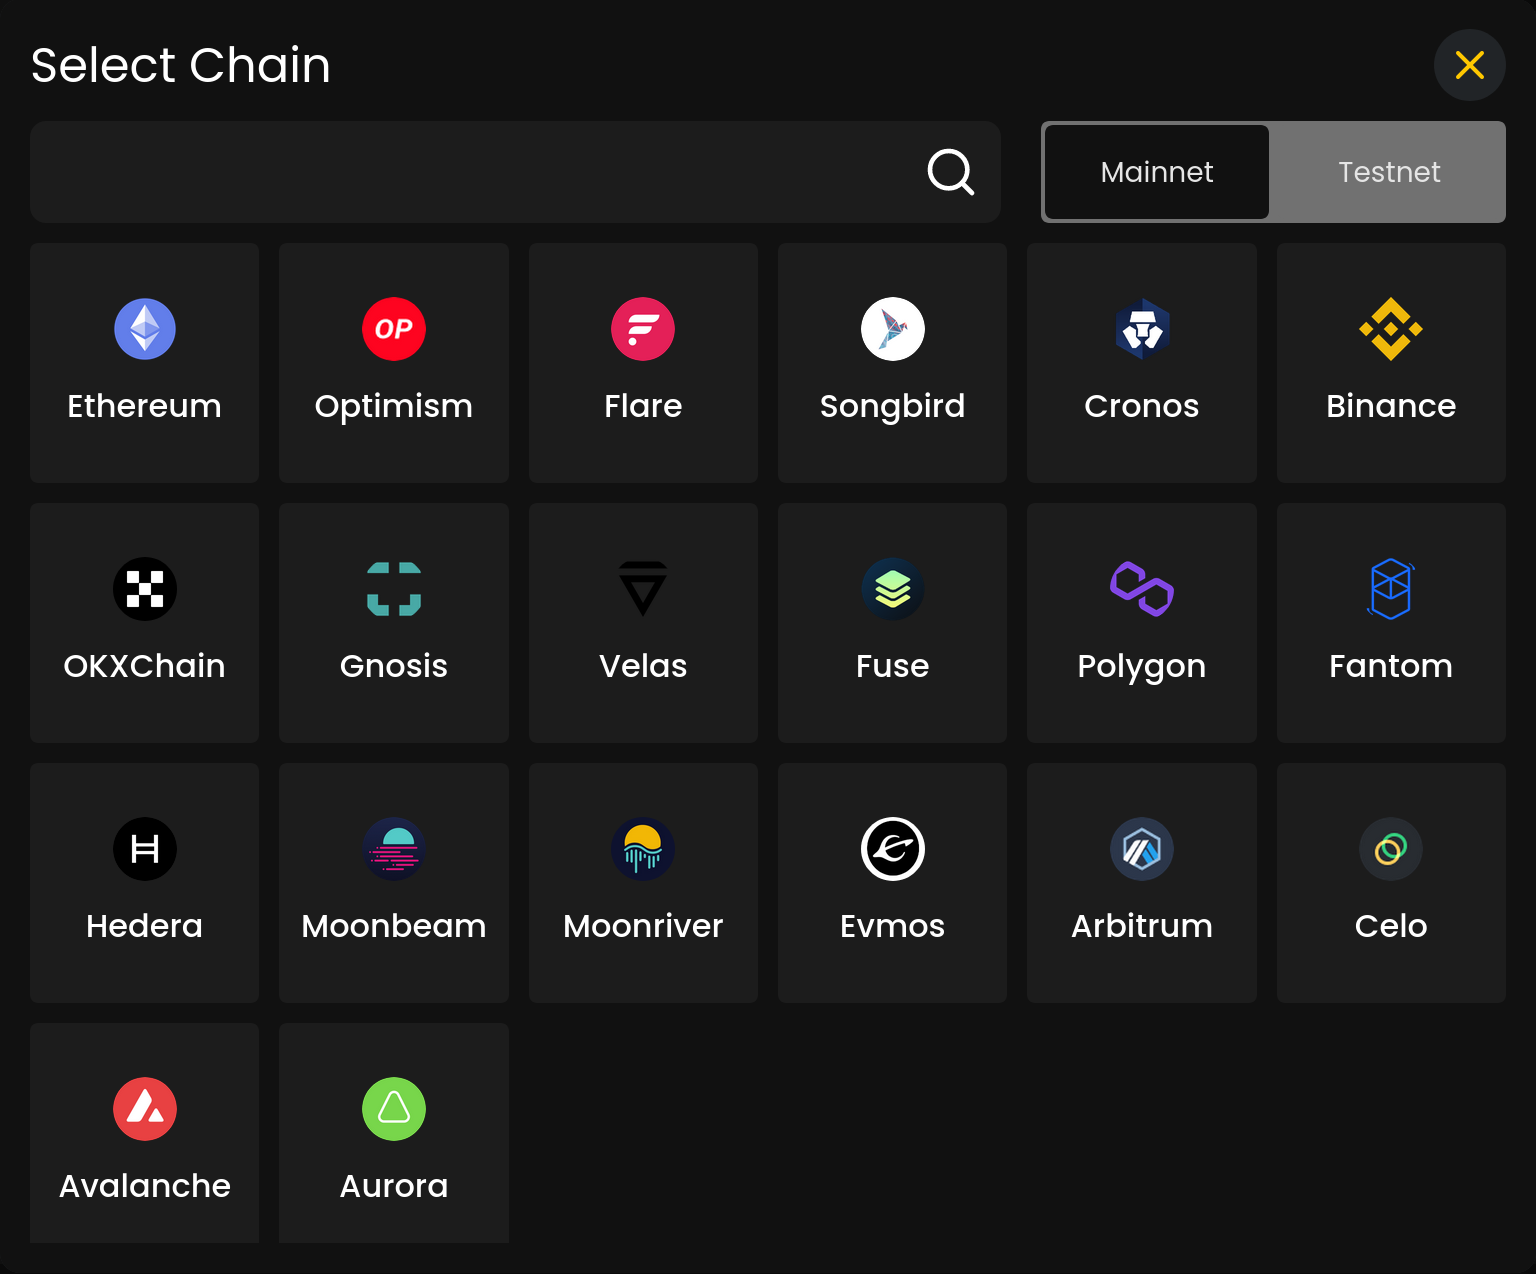 Select Chain
Mainnet Testnet
OP
Ethereum Optimism Flare Songbird Cronos Binance
OKXChain Gnosis Velas Fuse Polygon Fantom
Hedera Moonbeam Moonriver Evmos Arbitrum Celo
Avalanche Aurora